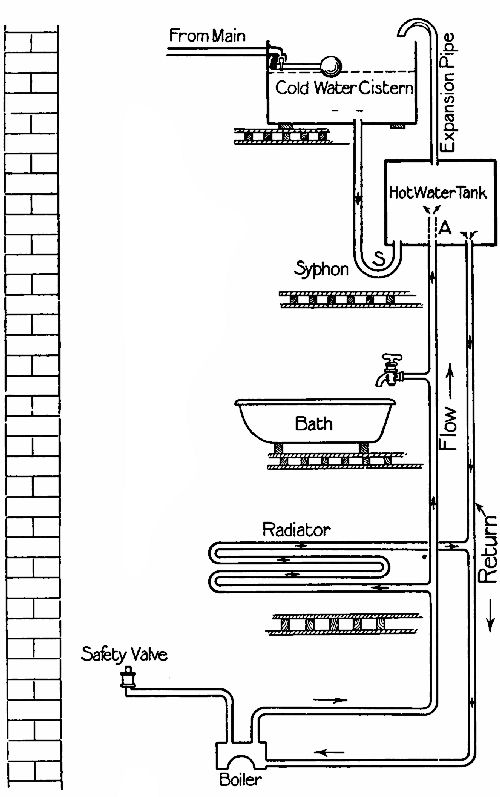 From Main
Cold Water Cistern
Expansion Pipe
Hot Water Tank
A
S
Syphon
Bath
Flow
Radiator
Return
Safety Valve
Boiler